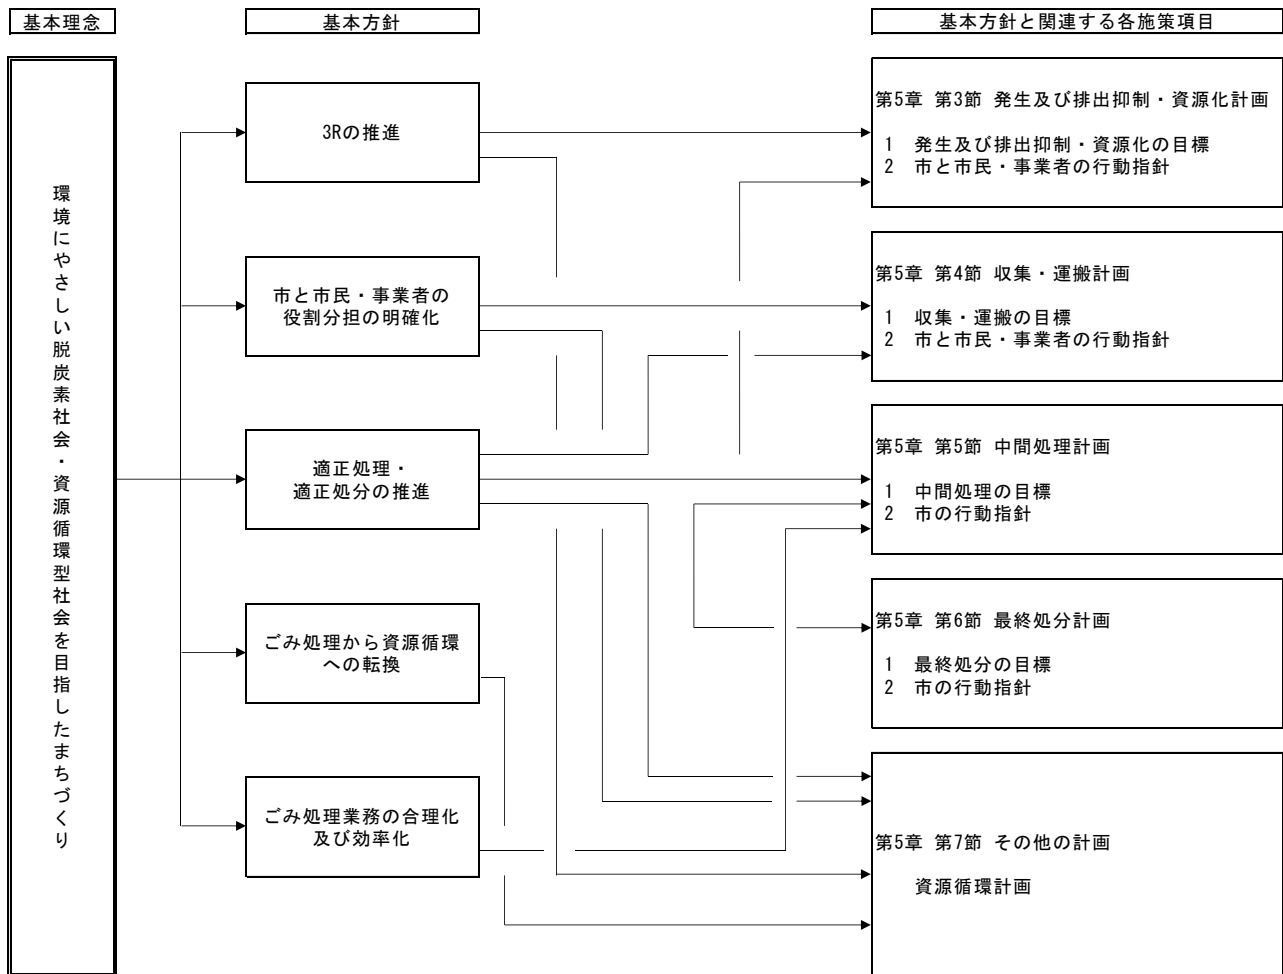 基本理念
基本方針
基本方針と関連する各施策項目
環境にやさしい脱炭素社会・資源循環型社会を目指したまちづくり
3Rの推進
市と市民・事業者の
役割分担の明確化
適正処理・
適正処分の推進
ごみ処理から資源循環
への転換
ごみ処理業務の合理化
及び効率化
第5章 第3節 発生及び排出抑制・資源化計画
1 発生及び排出抑制・資源化の目標
2 市と市民・事業者の行動指針
第5章 第4節 収集・運搬計画
1 収集・運搬の目標
2 市と市民・事業者の行動指針
第5章 第5節 中間処理計画
1 中間処理の目標
2 市の行動指針
第5章 第6節 最終処分計画
1 最終処分の目標
2 市の行動指針
第5章 第7節 その他の計画
資源循環計画